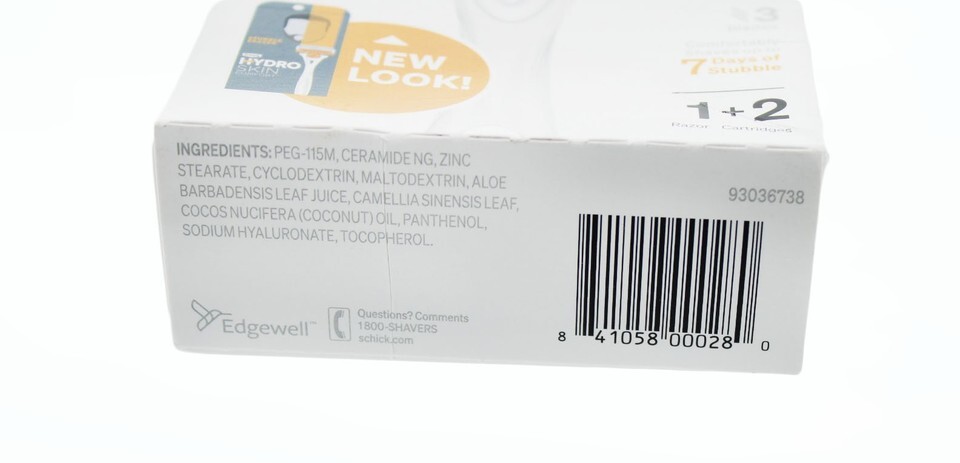 HYDRO
SKIN
NEW
LOOK!
3
7 Days of
Stubble
1+2
Razor Cartridges
INGREDIENTS: PEG-115M, CERAMIDE NG, ZINC
STEARATE, CYCLODEXTRIN, MALTODEXTRIN, ALOE
BARBADENSIS LEAF JUICE, CAMELLIA SINENSIS LEAF,
COCOS NUCIFERA (COCONUT) OIL, PANTHENOL,
SODIUM HYALURONATE, TOCOPHEROL.
93036738
Edgewell™
Questions? Comments
1800-SHAVERS
schick.com
8 41058 00028 0